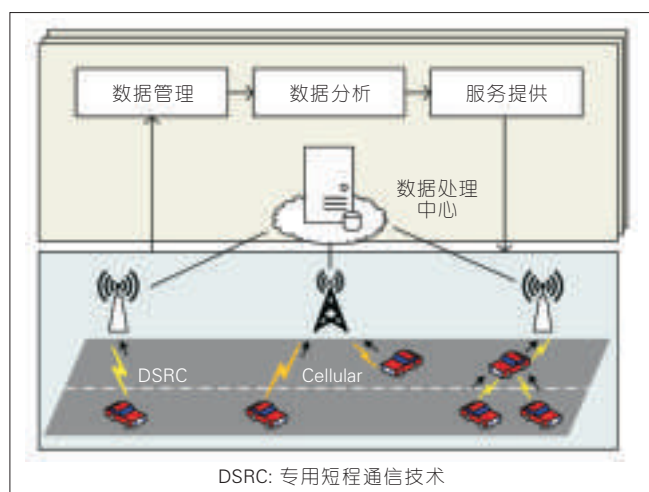 数据管理
数据分析
服务提供
数据处理
中心
DSRC
Cellular
DSRC: 专用短程通信技术